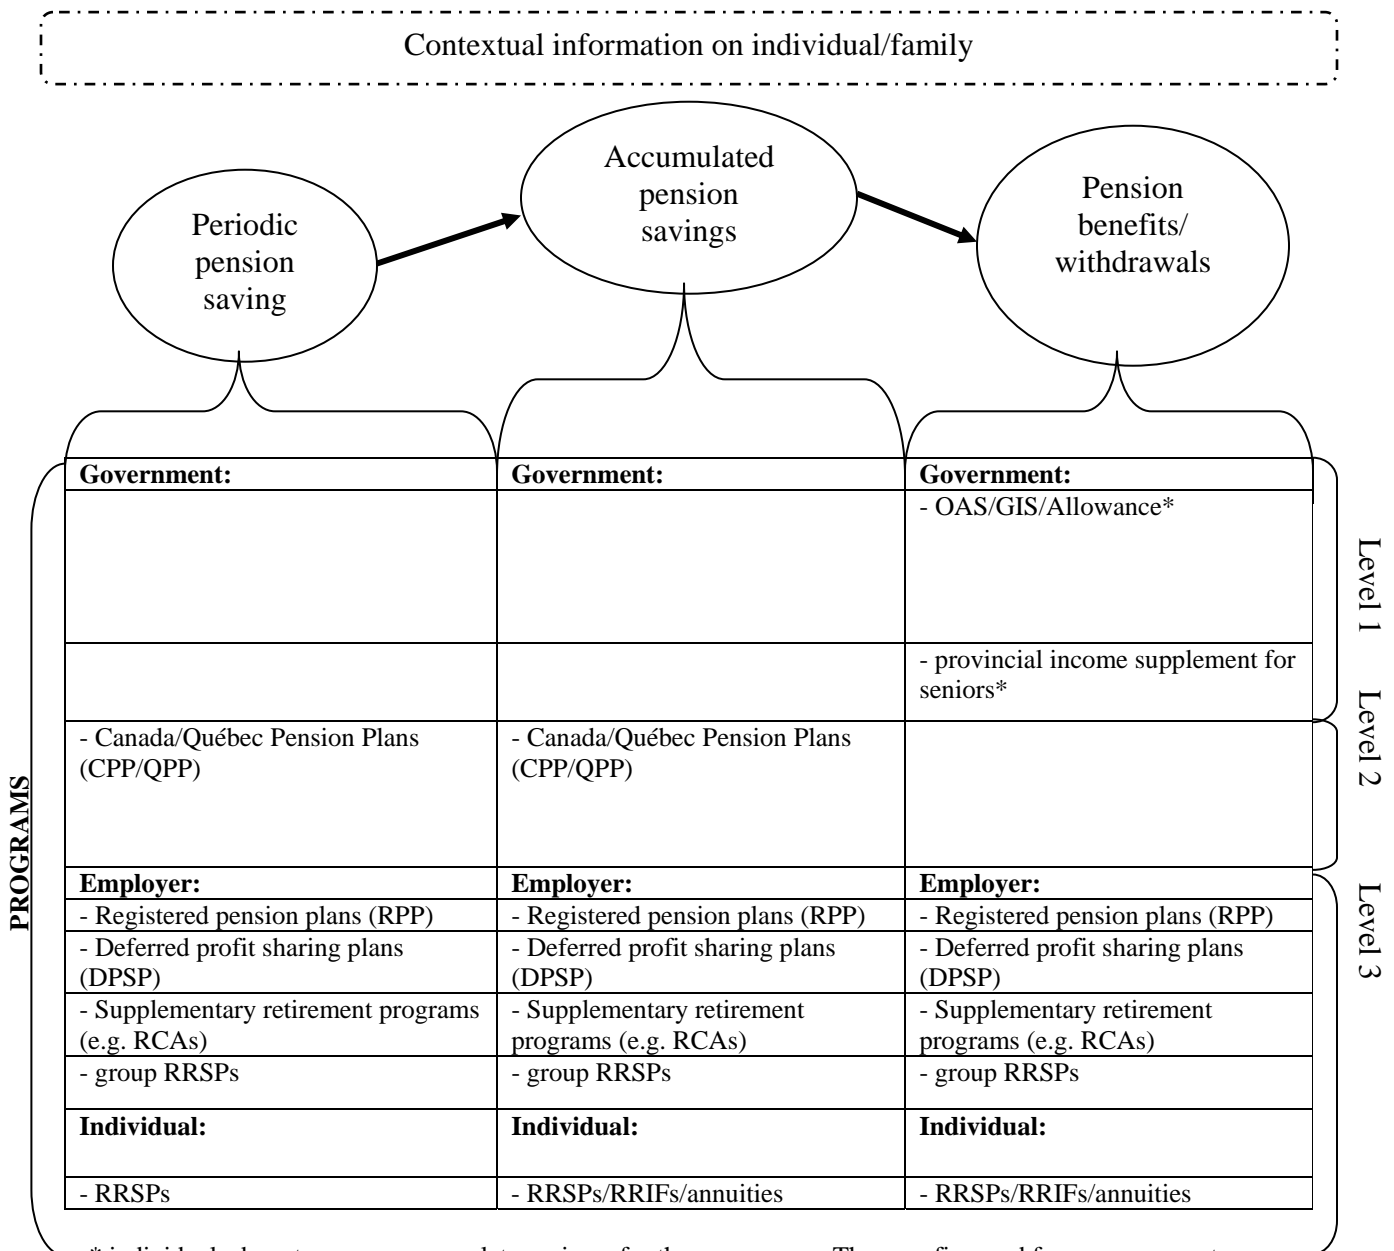 Contextual information on individual/family
Periodic
pension
saving
Accumulated
pension
savings
Pension
benefits/
withdrawals
PROGRAMS
Government:
Government:
Government:
- OAS/GIS/Allowance*
- provincial income supplement for
seniors*
Level 1
- Canada/Québec Pension Plans
(CPP/QPP)
- Canada/Québec Pension Plans
(CPP/QPP)
Level 2
Employer:
Employer:
Employer:
- Registered pension plans (RPP)
- Registered pension plans (RPP)
- Registered pension plans (RPP)
- Deferred profit sharing plans
(DPSP)
- Deferred profit sharing plans
(DPSP)
- Deferred profit sharing plans
(DPSP)
- Supplementary retirement programs
(e.g. RCAs)
- Supplementary retirement
programs (e.g. RCAs)
- Supplementary retirement
programs (e.g. RCAs)
- group RRSPs
- group RRSPs
- group RRSPs
Level 3
Individual:
Individual:
Individual:
- RRSPs
- RRSPs/RRIFs/annuities
- RRSPs/RRIFs/annuities